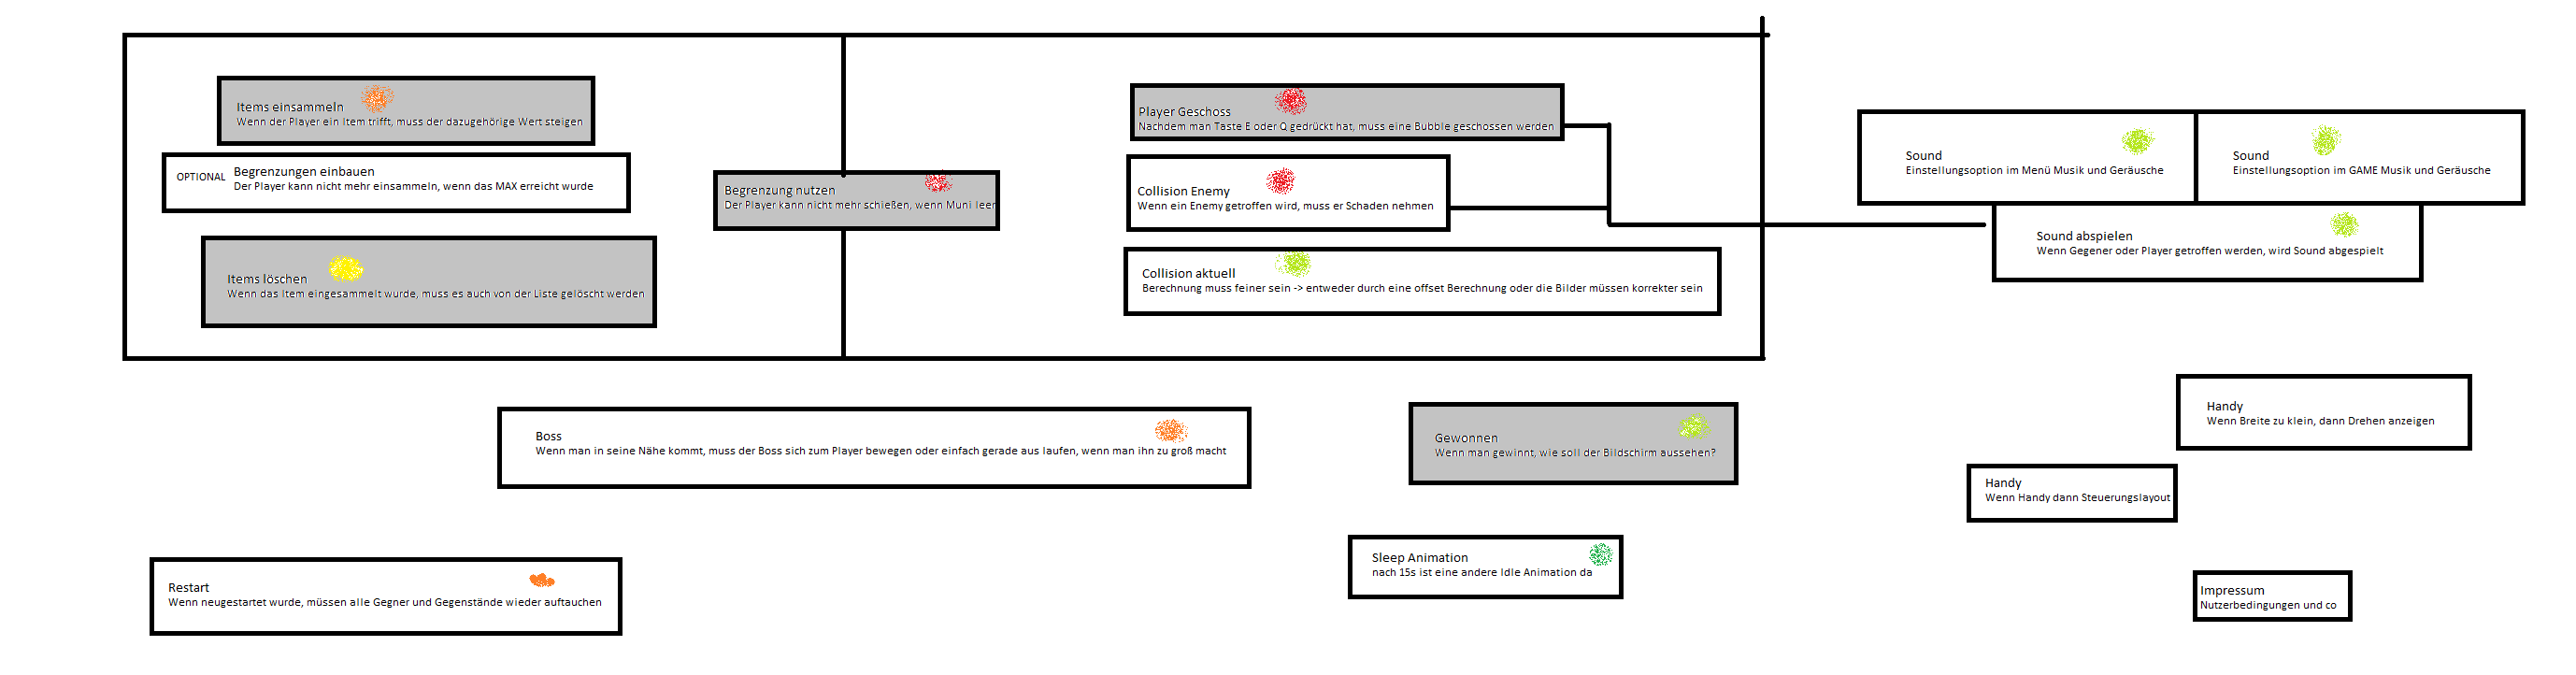 Items einsammeln
Wenn der Player ein Item trifft, muss der dazugehörige Wert steigen
OPTIONAL
Begrenzungen einbauen
Der Player kann nicht mehr einsammeln, wenn das MAX erreicht wurde
Items löschen
Wenn das Item eingesammelt wurde, muss es auch von der Liste gelöscht werden
Begrenzung nutzen
Der Player kann nicht mehr schießen, wenn Muni leer
Player Geschoss
Nachdem man Taste E oder Q gedrückt hat, muss eine Bubble geschossen werden
Collision Enemy
Wenn ein Enemy getroffen wird, muss er Schaden nehmen
Collision aktuell
Berechnung muss feiner sein -> entweder durch eine offset Berechnung oder die Bilder müssen korrekter sein
Sound
Einstellungsoption im Menü Musik und Geräusche
Sound
Einstellungsoption im GAME Musik und Geräusche
Sound abspielen
Wenn Gegener oder Player getroffen werden, wird Sound abgespielt
Boss
Wenn man in seine Nähe kommt, muss der Boss sich zum Player bewegen oder einfach gerade aus laufen, wenn man ihn zu groß macht
Gewonnen
Wenn man gewinnt, wie soll der Bildschirm aussehen?
Handy
Wenn Breite zu klein, dann Drehen anzeigen
Handy
Wenn Handy dann Steuerungslayout
Sleep Animation
nach 15s ist eine andere Idle Animation da
Restart
Wenn neugestartet wurde, müssen alle Gegner und Gegenstände wieder auftauchen
Impressum
Nutzerbedingungen und co